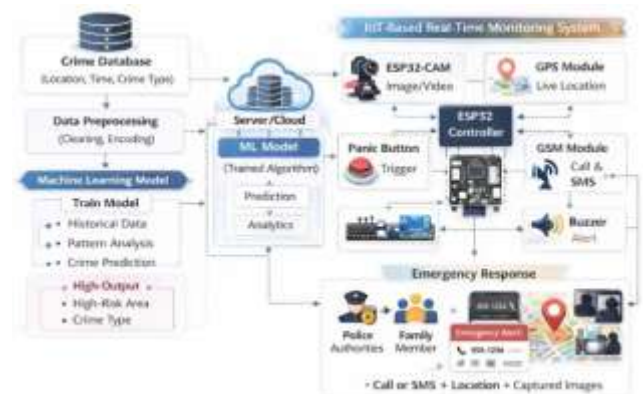 IoT-Based Real-Time Monitoring System
Crime Database
(Location, Time, Crime Type)
Data Preprocessing
(Cleaning, Encoding)
Machine Learning Model
Train Model
• Historical Data
• Pattern Analysis
• Crime Prediction
High-Output
• High-Risk Area
• Crime Type
Server/Cloud
ML Model
(Trained Algorithm)
Prediction
Analytics
ESP32-CAM
Image/Video
GPS Module
Live Location
ESP32
Controller
Panic Button
Trigger
GSM Module
Call &
SMS
Buzzer
Alert
Emergency Response
Police
Authorities
Family
Member
Emergency Alert
• Call or SMS + Location + Captured Images